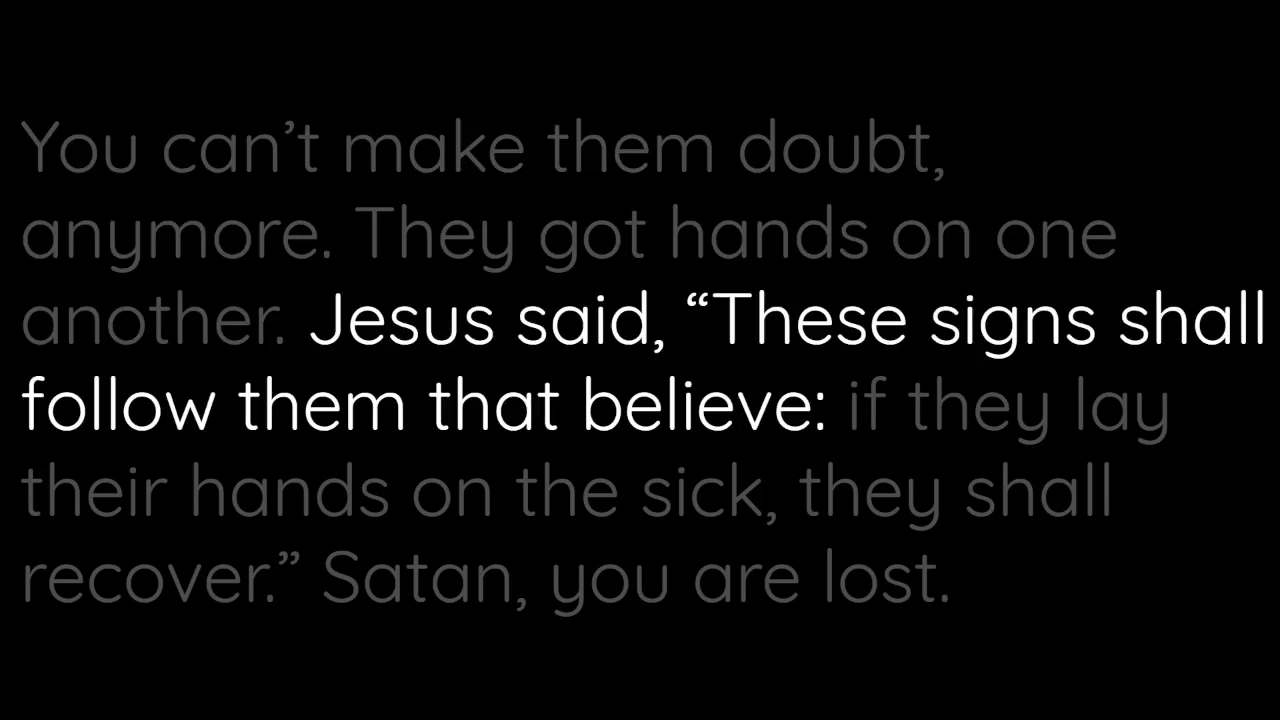 You can’t make them doubt,
anymore. They got hands on one
another. Jesus said, “These signs shall
follow them that believe: if they lay
their hands on the sick, they shall
recover.” Satan, you are lost.